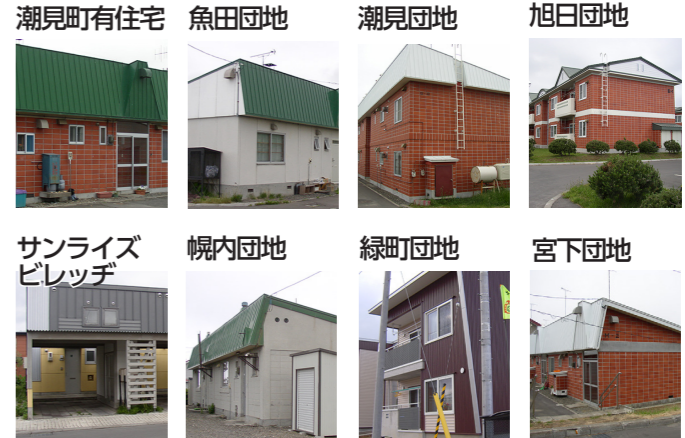 潮見町有住宅
魚田団地
潮見団地
旭日団地
サンライズ
ビレッヂ
幌内団地
緑町団地
宮下団地